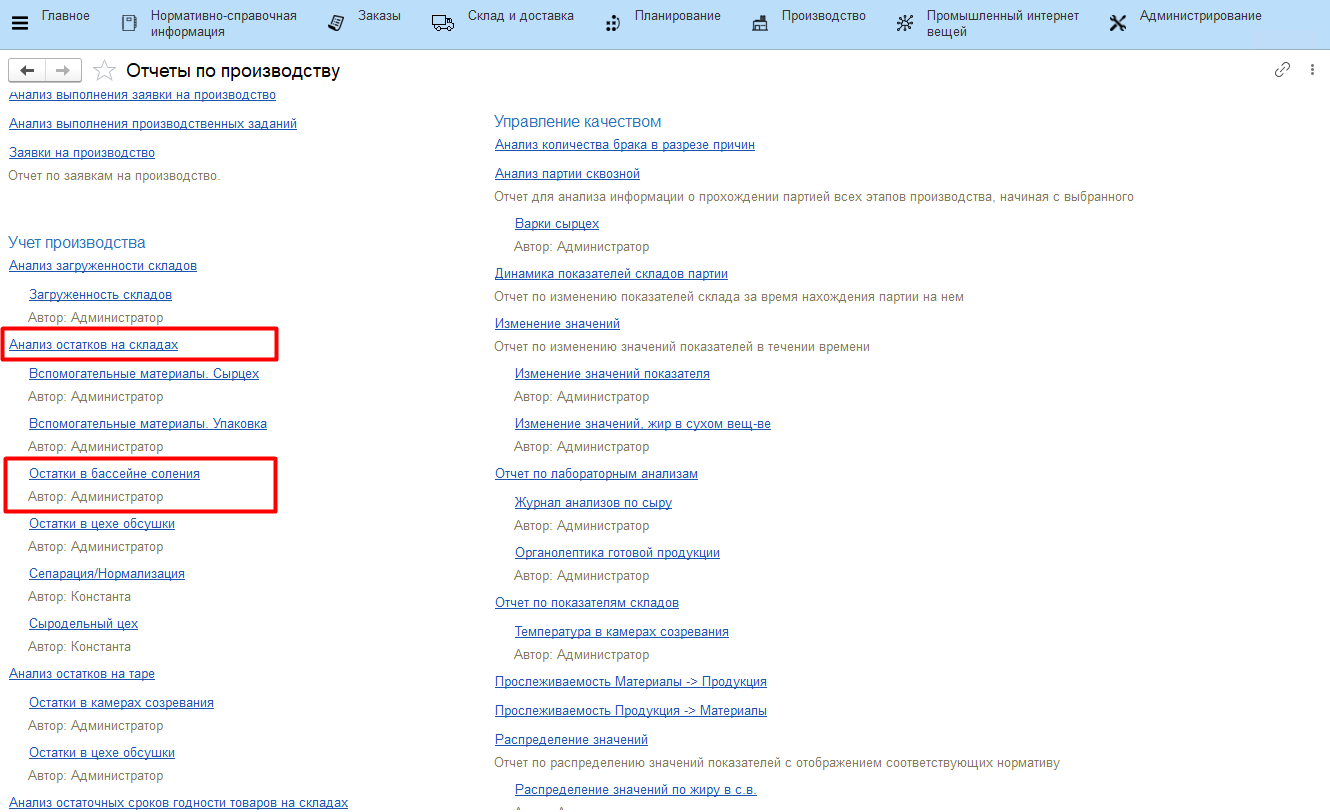 Главное
Нормативно-справочная
информация
Заказы
Склад и доставка
Планирование
Производство
Промышленный интернет
вещей
Администрирование
Отчеты по производству
Анализ выполнения заявки на производство
Анализ выполнения производственных заданий
Заявки на производство
Отчет по заявкам на производство.
Учет производства
Анализ загруженности складов
Загруженность складов
Автор: Администратор
Анализ остатков на складах
Вспомогательные материалы. Сырцех
Автор: Администратор
Вспомогательные материалы. Упаковка
Автор: Администратор
Остатки в бассейне соления
Автор: Администратор
Остатки в цехе обсушки
Автор: Администратор
Сепарация/Нормализация
Автор: Константа
Сыродельный цех
Автор: Константа
Анализ остатков на таре
Остатки в камерах созревания
Автор: Администратор
Остатки в цехе обсушки
Автор: Администратор
Анализ остаточных сроков годности товаров на складах
Управление качеством
Анализ количества брака в разрезе причин
Анализ партии сквозной
Отчет для анализа информации о прохождении партией всех этапов производства, начиная с выбранного
Варки сырцех
Автор: Администратор
Динамика показателей складов партии
Отчет по изменению показателей склада за время нахождения партии на нем
Изменение значений
Отчет по изменению значений показателей в течении времени
Изменение значений показателя
Автор: Администратор
Изменение значений, жир в сухом вещ-ве
Автор: Администратор
Отчет по лабораторным анализам
Журнал анализов по сыру
Автор: Администратор
Органолептика готовой продукции
Автор: Администратор
Отчет по показателям складов
Температура в камерах созревания
Автор: Администратор
Прослеживаемость Материалы -> Продукция
Прослеживаемость Продукция -> Материалы
Распределение значений
Отчет по распределению значений показателей с отображением соответствующих нормативу
Распределение значений по жиру в с.в.